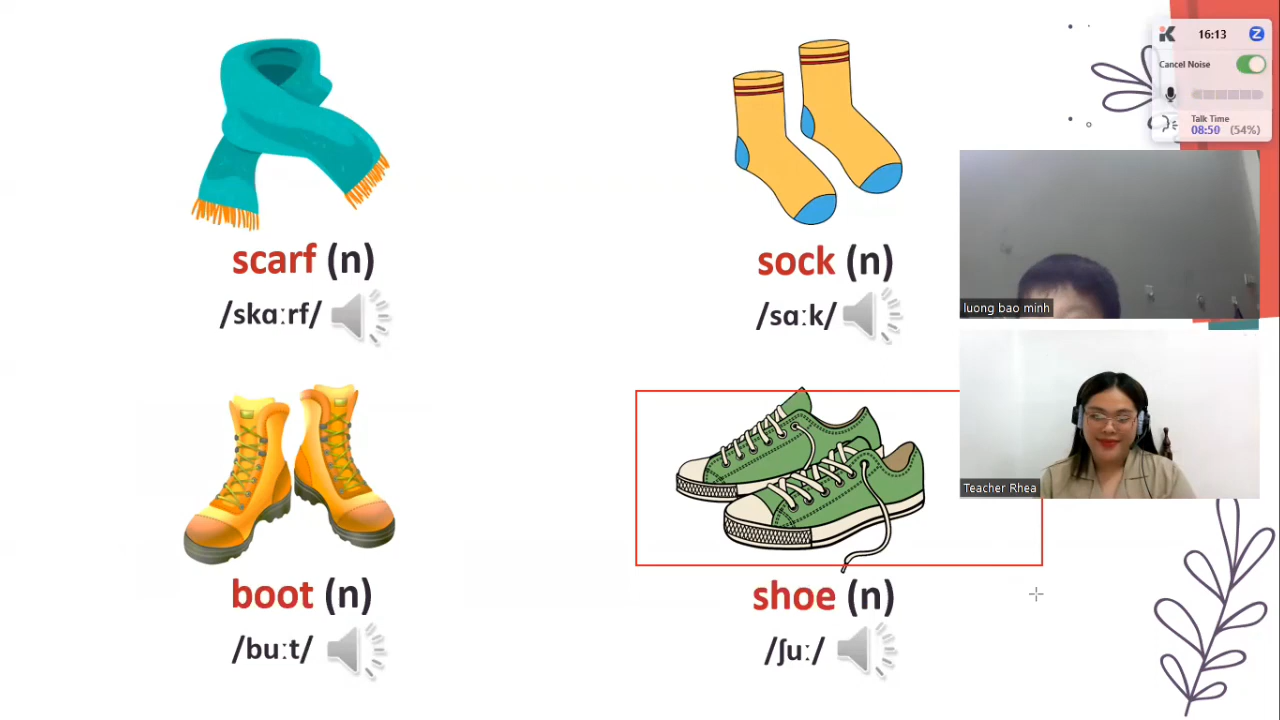 scarf (n)
/skɑːrf/
sock (n)
/sɑːk/
boot (n)
/buːt/
shoe (n)
/ʃuː/
16:13
Z
Cancel Noise
Talk Time
08:50 (54%)
luong bao minh
Teacher Rhea